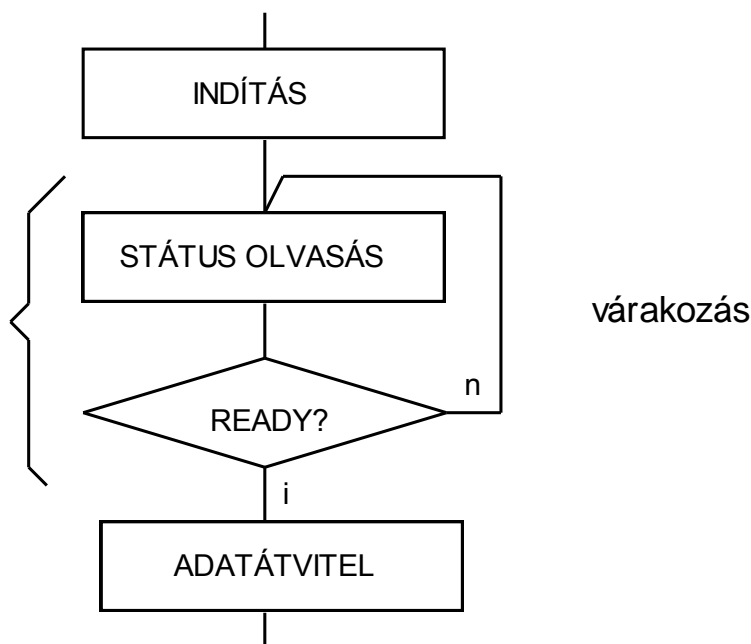 INDÍTÁS
STÁTUS OLVASÁS
várakozás
n
READY?
i
ADATÁTVITEL